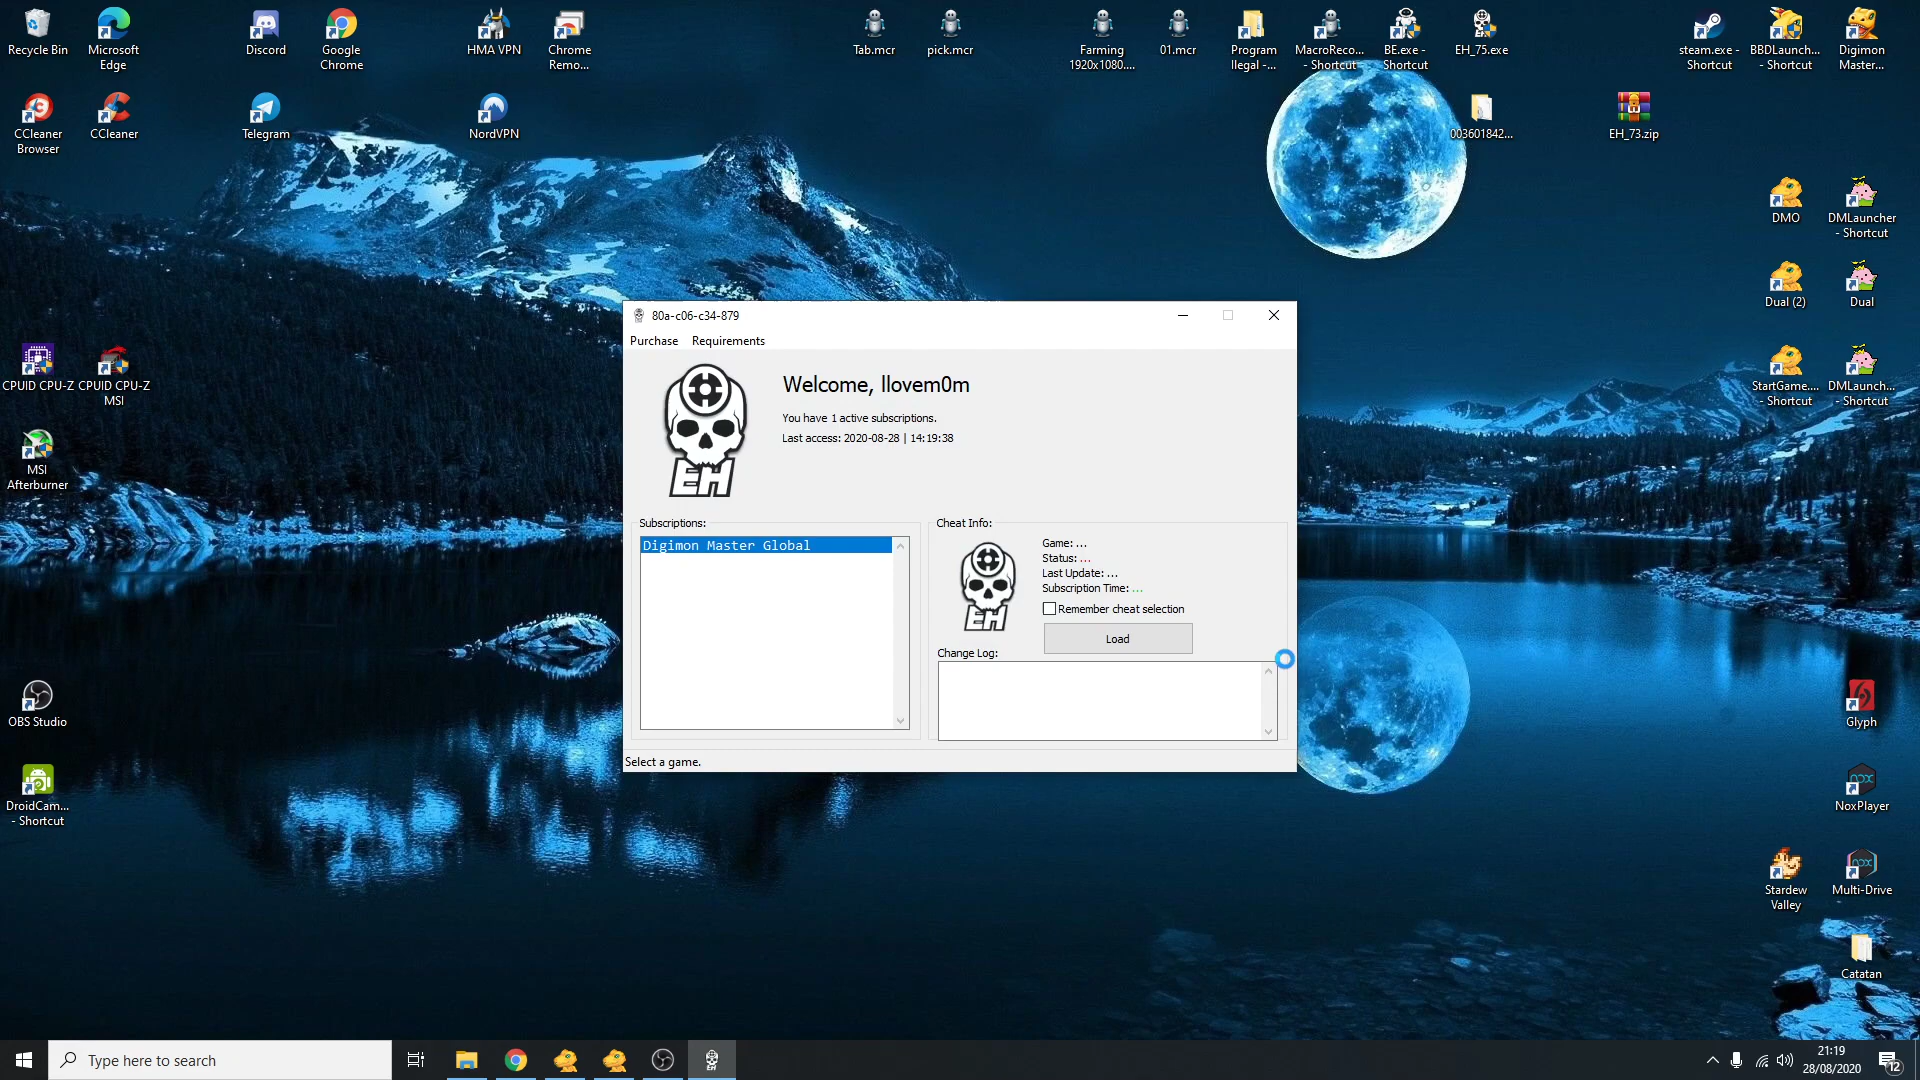 Recycle Bin
Microsoft
Edge
Discord
Google
Chrome
HMA VPN
Chrome
Remo...
Tab.mcr
pick.mcr
Farming
1920x1080....
01.mcr
Program
Ilegal -...
MacroReco...
- Shortcut
BE.exe -
Shortcut
EH_75.exe
steam.exe -
Shortcut
BBDLaunch...
- Shortcut
Digimon
Master...
CCleaner
Browser
CCleaner
Telegram
NordVPN
003601842...
EH_73.zip
DMO
DMLauncher
- Shortcut
Dual (2)
Dual
CPUID CPU-Z
CPUID CPU-Z
MSI
StartGame....
- Shortcut
DMLaunch...
- Shortcut
MSI
Afterburner
80a-c06-c34-879
Purchase Requirements
Welcome, llovem0m
You have 1 active subscriptions.
Last access: 2020-08-28 | 14:19:38
EH
Subscriptions:
Digimon Master Global
Cheat Info:
Game: ...
Status: ...
Last Update: ...
Subscription Time: ...
Remember cheat selection
EH
Load
Change Log:
Select a game.
OBS Studio
Glyph
DroidCam...
- Shortcut
NoxPlayer
Stardew
Valley
Multi-Drive
Catatan
Type here to search
21:19
28/08/2020
12